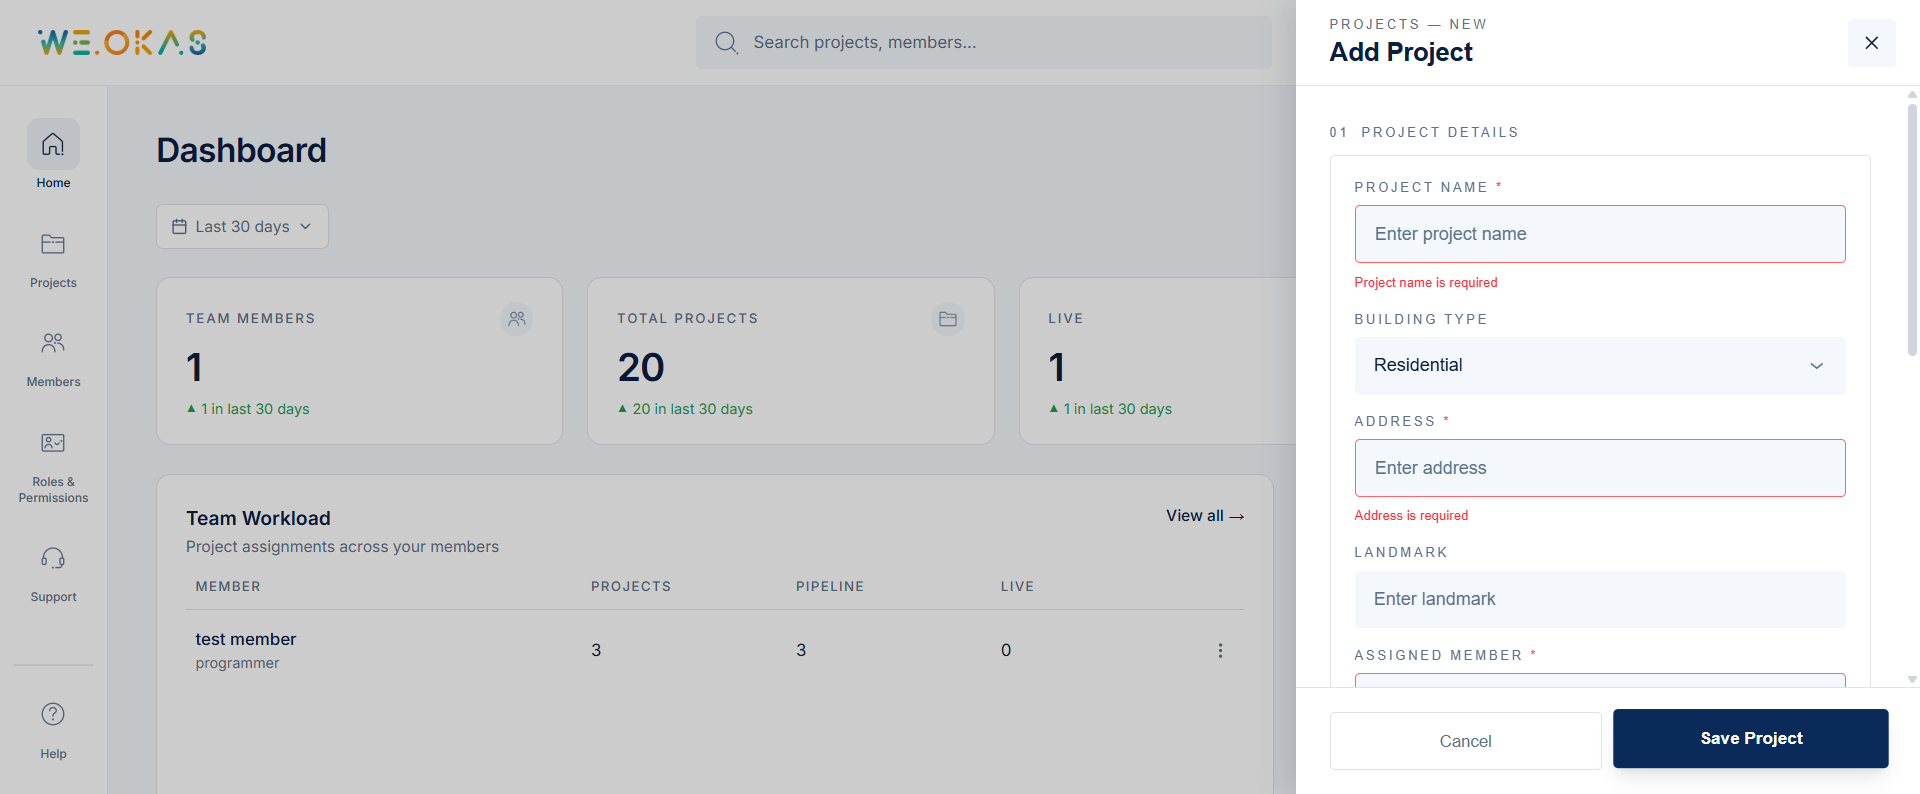 WE.OKAS
Search projects, members...
Home
Projects
Members
Roles &
Permissions
Support
Help
Dashboard
Last 30 days
TEAM MEMBERS
1
▲ 1 in last 30 days
TOTAL PROJECTS
20
▲ 20 in last 30 days
LIVE
1
▲ 1 in last 30 days
Team Workload
View all →
Project assignments across your members
MEMBER PROJECTS PIPELINE LIVE
test member 3 3 0
programmer
PROJECTS — NEW
Add Project
01 PROJECT DETAILS
PROJECT NAME *
Enter project name
Project name is required
BUILDING TYPE
Residential
ADDRESS *
Enter address
Address is required
LANDMARK
Enter landmark
ASSIGNED MEMBER *
Cancel
Save Project